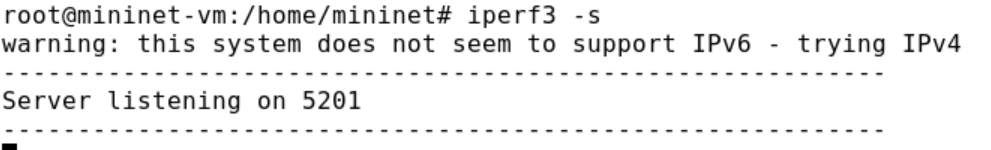 root@mininet-vm:/home/mininet# iperf3 -s
warning: this system does not seem to support IPv6 - trying IPv4
-----------------------------------------------------------
Server listening on 5201
-----------------------------------------------------------